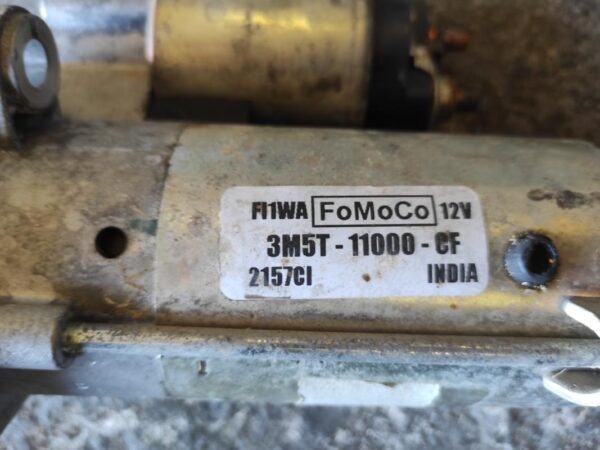 FI1WA FoMoCo 12V
3M5T - 11000 - CF
2157CI INDIA